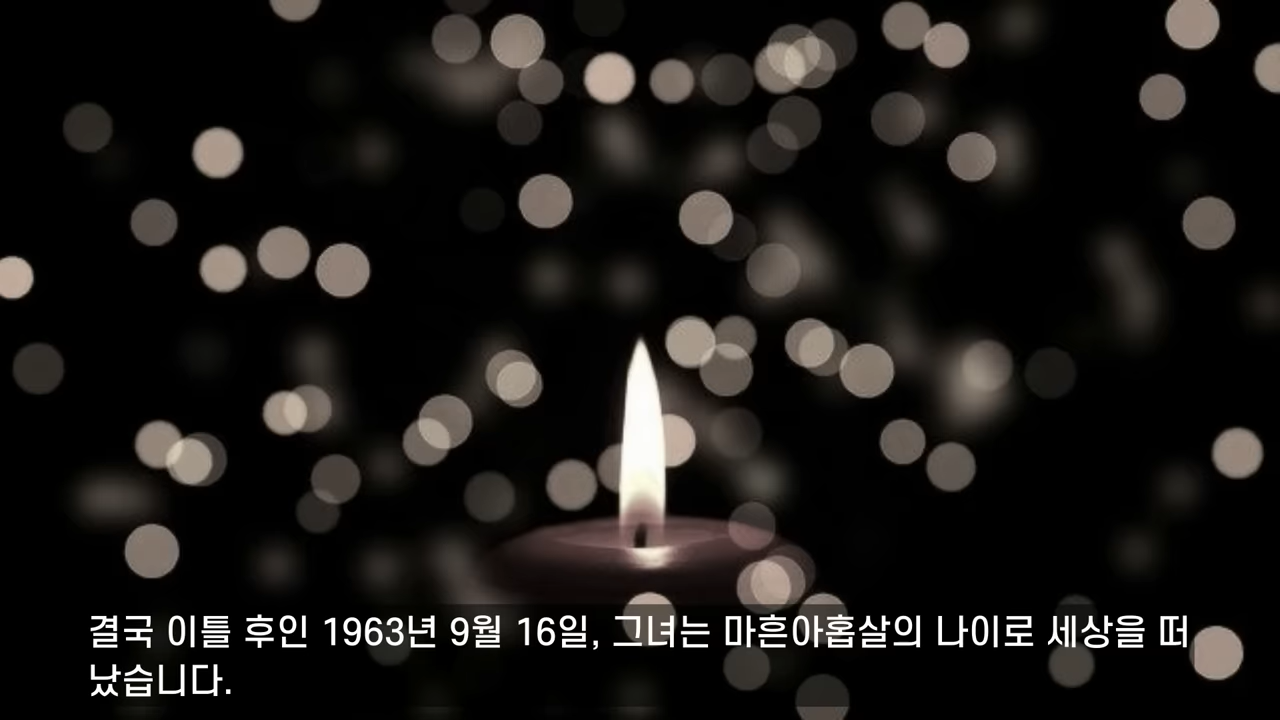 결국 이틀 후인 1963년 9월 16일, 그녀는 마흔아홉살의 나이로 세상을 떠
났습니다.